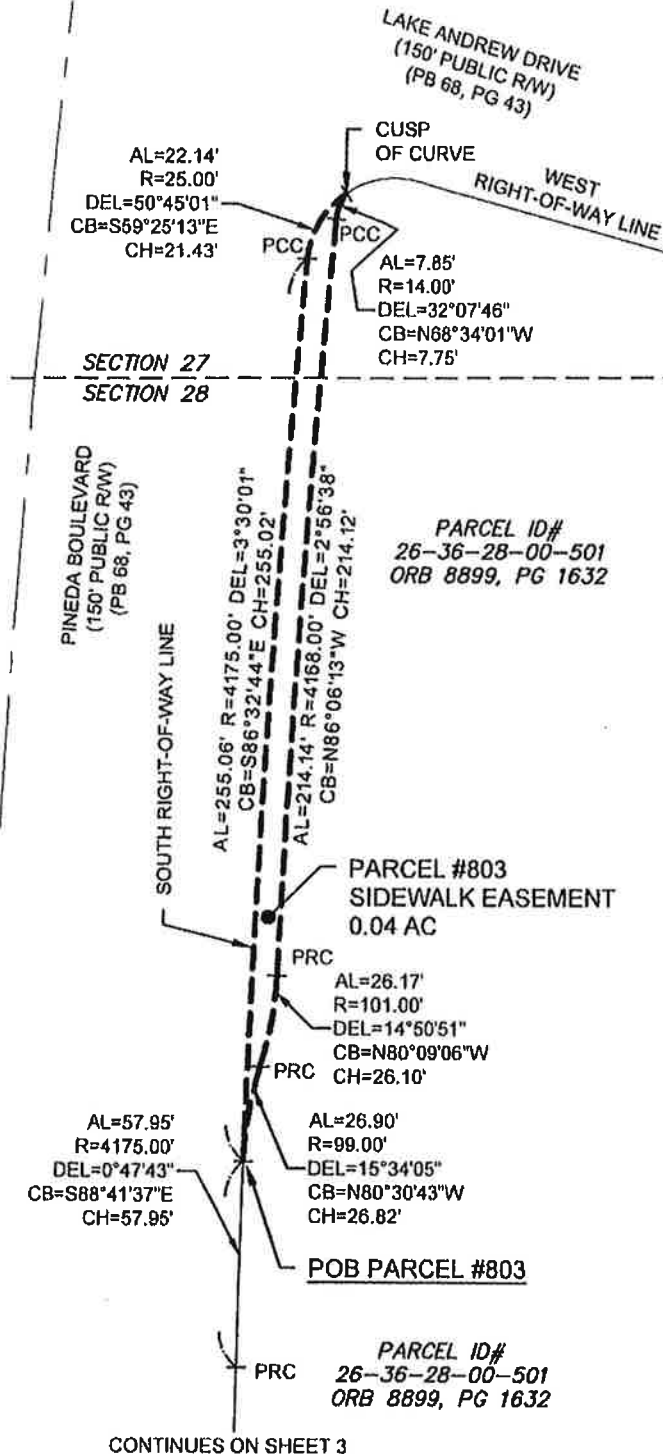 LAKE ANDREW DRIVE
(150' PUBLIC R/W)
(PB 68, PG 43)
CUSP
OF CURVE
WEST
RIGHT-OF-WAY LINE
AL=22.14'
R=25.00'
DEL=50°45'01"
CB=S59°25'13"E
CH=21.43'
PCC
PCC
AL=7.85'
R=14.00'
DEL=32°07'46"
CB=N68°34'01"W
CH=7.75'
SECTION 27
SECTION 28
PINEDA BOULEVARD
(150' PUBLIC R/W)
(PB 68, PG 43)
SOUTH RIGHT-OF-WAY LINE
AL=255.06' R=4175.00' DEL=3°30'01"
CB=S86°32'44"E CH=255.02'
AL=214.14' R=4168.00' DEL=2°56'38"
CB=N86°06'13"W CH=214.12'
PARCEL ID#
26-36-28-00-501
ORB 8899, PG 1632
PARCEL #803
SIDEWALK EASEMENT
0.04 AC
PRC
AL=26.17'
R=101.00'
DEL=14°50'51"
CB=N80°09'06"W
CH=26.10'
PRC
AL=57.95'
R=4175.00'
DEL=0°47'43"
CB=S88°41'37"E
CH=57.95'
AL=26.90'
R=99.00'
DEL=15°34'05"
CB=N80°30'43"W
CH=26.82'
POB PARCEL #803
PRC
PARCEL ID#
26-36-28-00-501
ORB 8899, PG 1632
CONTINUES ON SHEET 3